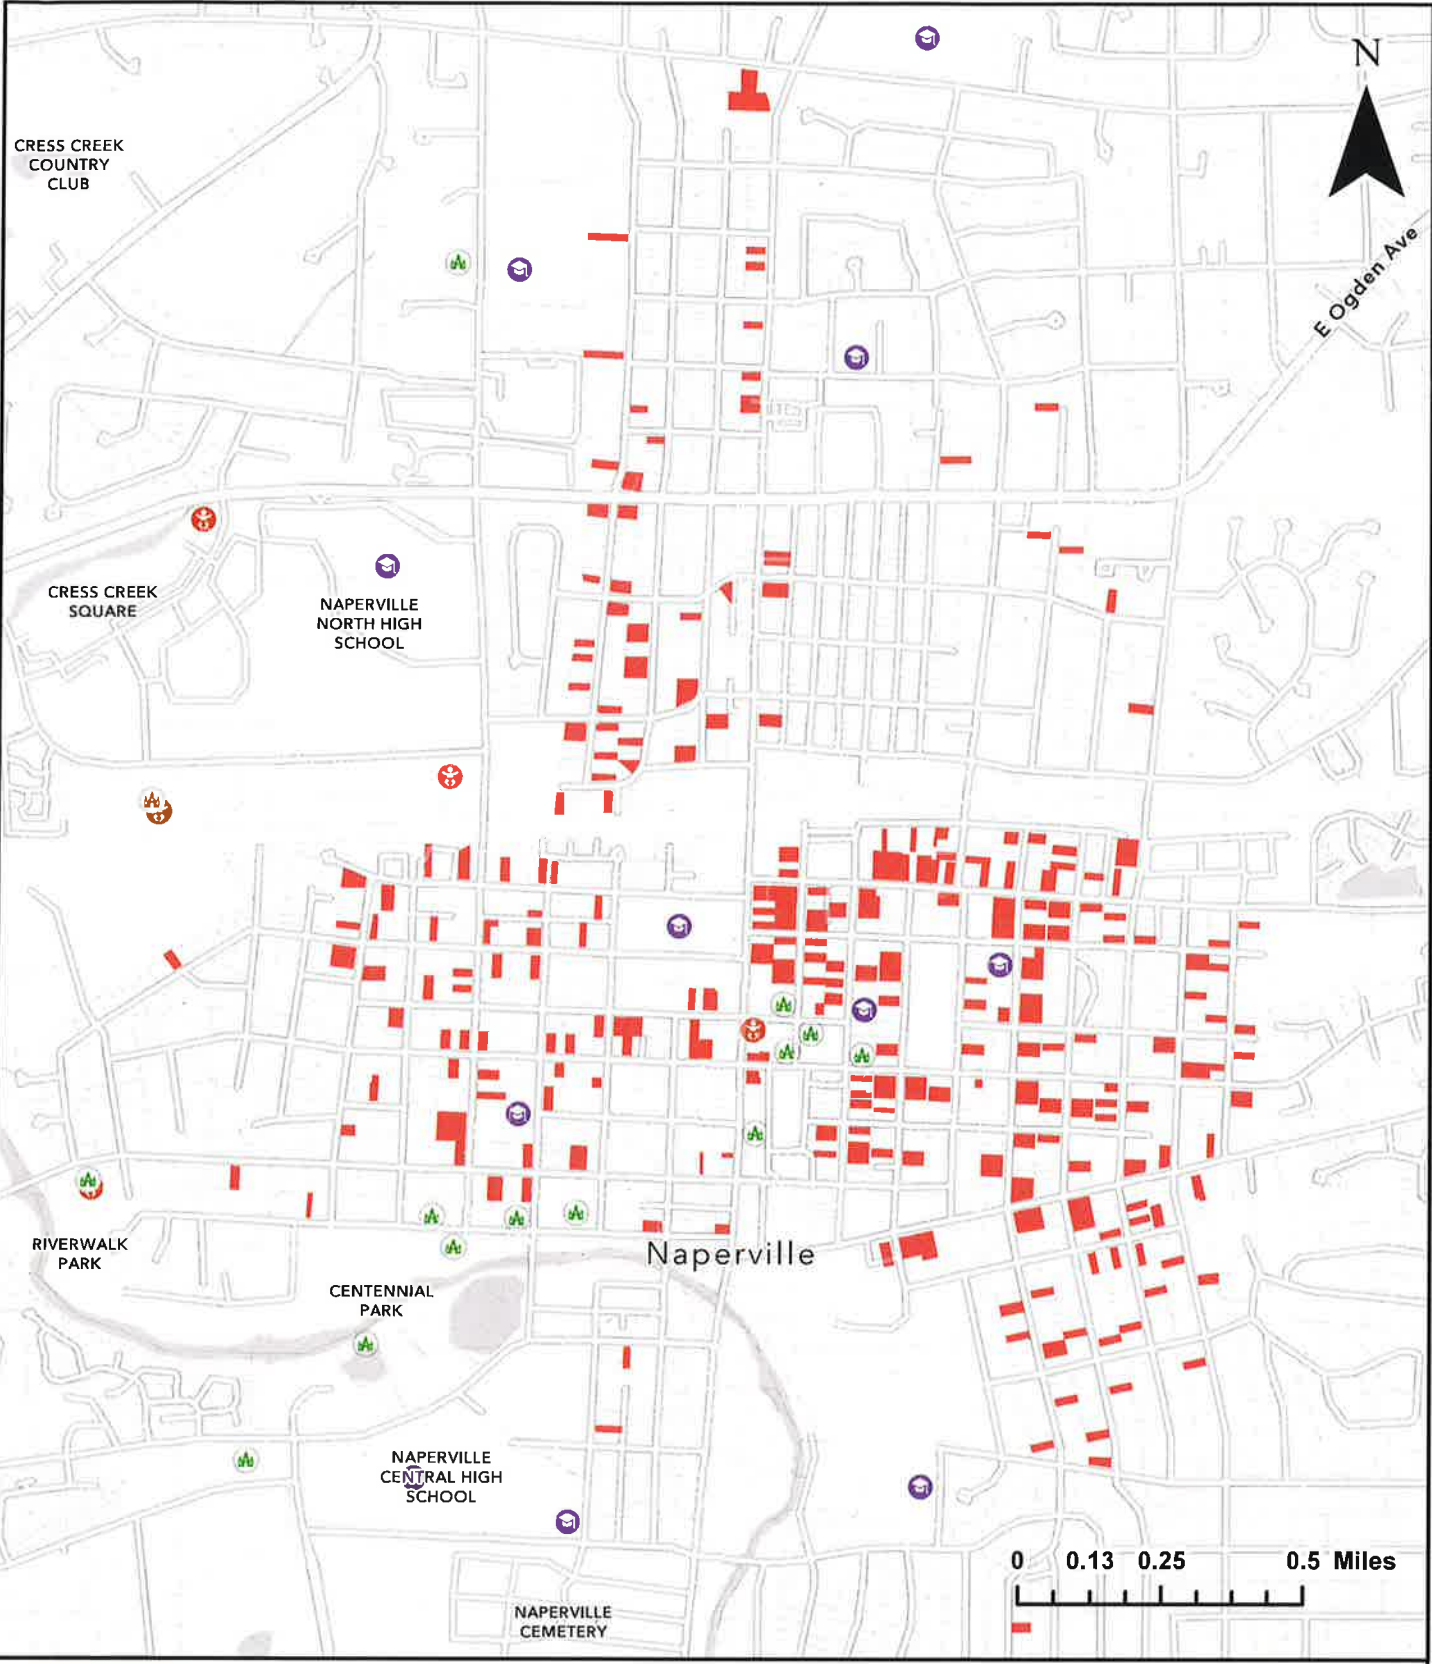 N
CRESS CREEK
COUNTRY
CLUB
E Ogden Ave
CRESS CREEK
SQUARE
NAPERVILLE
NORTH HIGH
SCHOOL
RIVERWALK
PARK
Naperville
CENTENNIAL
PARK
NAPERVILLE
CENTRAL HIGH
SCHOOL
0 0.13 0.25 0.5 Miles
NAPERVILLE
CEMETERY